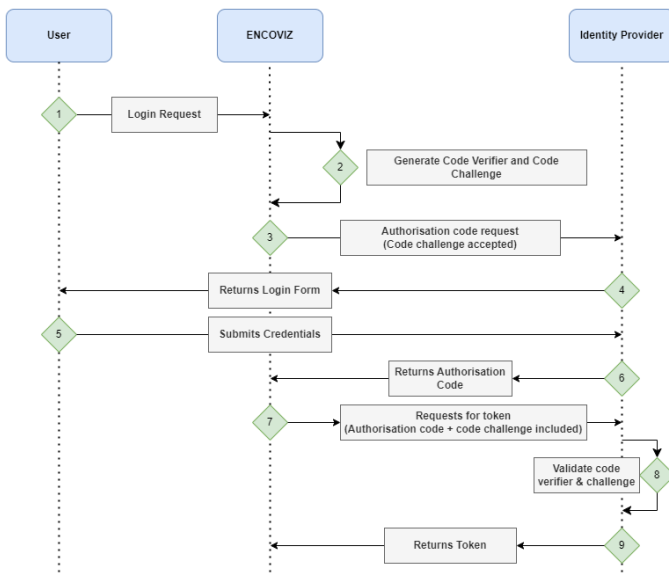 User
ENCOVIZ
Identity Provider
1
Login Request
2
Generate Code Verifier and Code
Challenge
3
Authorisation code request
(Code challenge accepted)
Returns Login Form
4
5
Submits Credentials
Returns Authorisation
Code
6
7
Requests for token
(Authorisation code + code challenge included)
Validate code
verifier & challenge
8
Returns Token
9